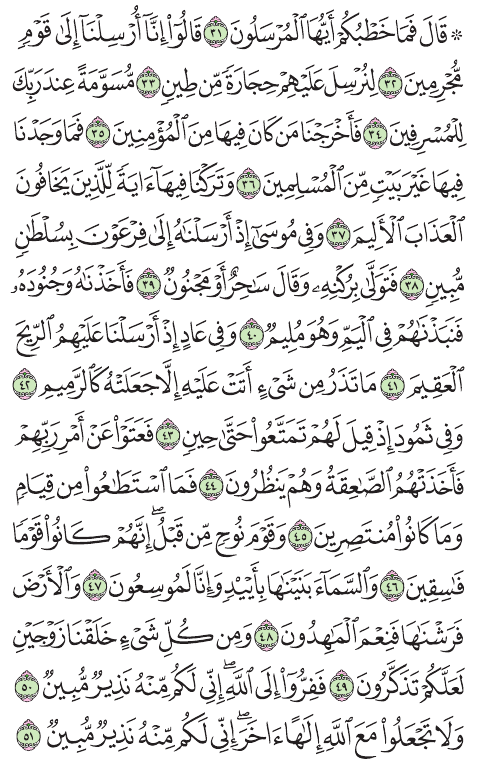 ۞ قَالَ فَمَا خَطْبُكُمْ أَيُّهَا ٱلْمُرْسَلُونَ ٣١ قَالُوٓا۟ إِنَّآ أُرْسِلْنَآ إِلَىٰ قَوْمٍ
مُّجْرِمِينَ ٣٢ لِنُرْسِلَ عَلَيْهِمْ حِجَارَةً مِّن طِينٍ ٣٣ مُّسَوَّمَةً عِندَ رَبِّكَ
لِلْمُسْرِفِينَ ٣٤ فَأَخْرَجْنَا مَن كَانَ فِيهَا مِنَ ٱلْمُؤْمِنِينَ ٣٥ فَمَا وَجَدْنَا
فِيهَا غَيْرَ بَيْتٍ مِّنَ ٱلْمُسْلِمِينَ ٣٦ وَتَرَكْنَا فِيهَآ ءَايَةً لِّلَّذِينَ يَخَافُونَ
ٱلْعَذَابَ ٱلْأَلِيمَ ٣٧ وَفِى مُوسَىٰٓ إِذْ أَرْسَلْنَٰهُ إِلَىٰ فِرْعَوْنَ بِسُلْطَٰنٍ
مُّبِينٍ ٣٨ فَتَوَلَّىٰ بِرُكْنِهِۦ وَقَالَ سَٰحِرٌ أَوْ مَجْنُونٌ ٣٩ فَأَخَذْنَٰهُ وَجُنُودَهُۥ
فَنَبَذْنَٰهُمْ فِى ٱلْيَمِّ وَهُوَ مُلِيمٌ ٤٠ وَفِى عَادٍ إِذْ أَرْسَلْنَا عَلَيْهِمُ ٱلرِّيحَ
ٱلْعَقِيمَ ٤١ مَا تَذَرُ مِن شَىْءٍ أَتَتْ عَلَيْهِ إِلَّا جَعَلَتْهُ كَٱلرَّمِيمِ ٤٢
وَفِى ثَمُودَ إِذْ قِيلَ لَهُمْ تَمَتَّعُوا۟ حَتَّىٰ حِينٍ ٤٣ فَعَتَوْا۟ عَنْ أَمْرِ رَبِّهِمْ
فَأَخَذَتْهُمُ ٱلصَّٰعِقَةُ وَهُمْ يَنظُرُونَ ٤٤ فَمَا ٱسْتَطَٰعُوا۟ مِن قِيَامٍ
وَمَا كَانُوا۟ مُنتَصِرِينَ ٤٥ وَقَوْمَ نُوحٍ مِّن قَبْلُ ۖ إِنَّهُمْ كَانُوا۟ قَوْمًا
فَٰسِقِينَ ٤٦ وَٱلسَّمَآءَ بَنَيْنَٰهَا بِأَيْي۟دٍ وَإِنَّا لَمُوسِعُونَ ٤٧ وَٱلْأَرْضَ
فَرَشْنَٰهَا فَنِعْمَ ٱلْمَٰهِدُونَ ٤٨ وَمِن كُلِّ شَىْءٍ خَلَقْنَا زَوْجَيْنِ
لَعَلَّكُمْ تَذَكَّرُونَ ٤٩ فَفِرُّوٓا۟ إِلَى ٱللَّهِ ۖ إِنِّى لَكُم مِّنْهُ نَذِيرٌ مُّبِينٌ ٥٠
وَلَا تَجْعَلُوا۟ مَعَ ٱللَّهِ إِلَٰهًا ءَاخَرَ ۖ إِنِّى لَكُم مِّنْهُ نَذِيرٌ مُّبِينٌ ٥١